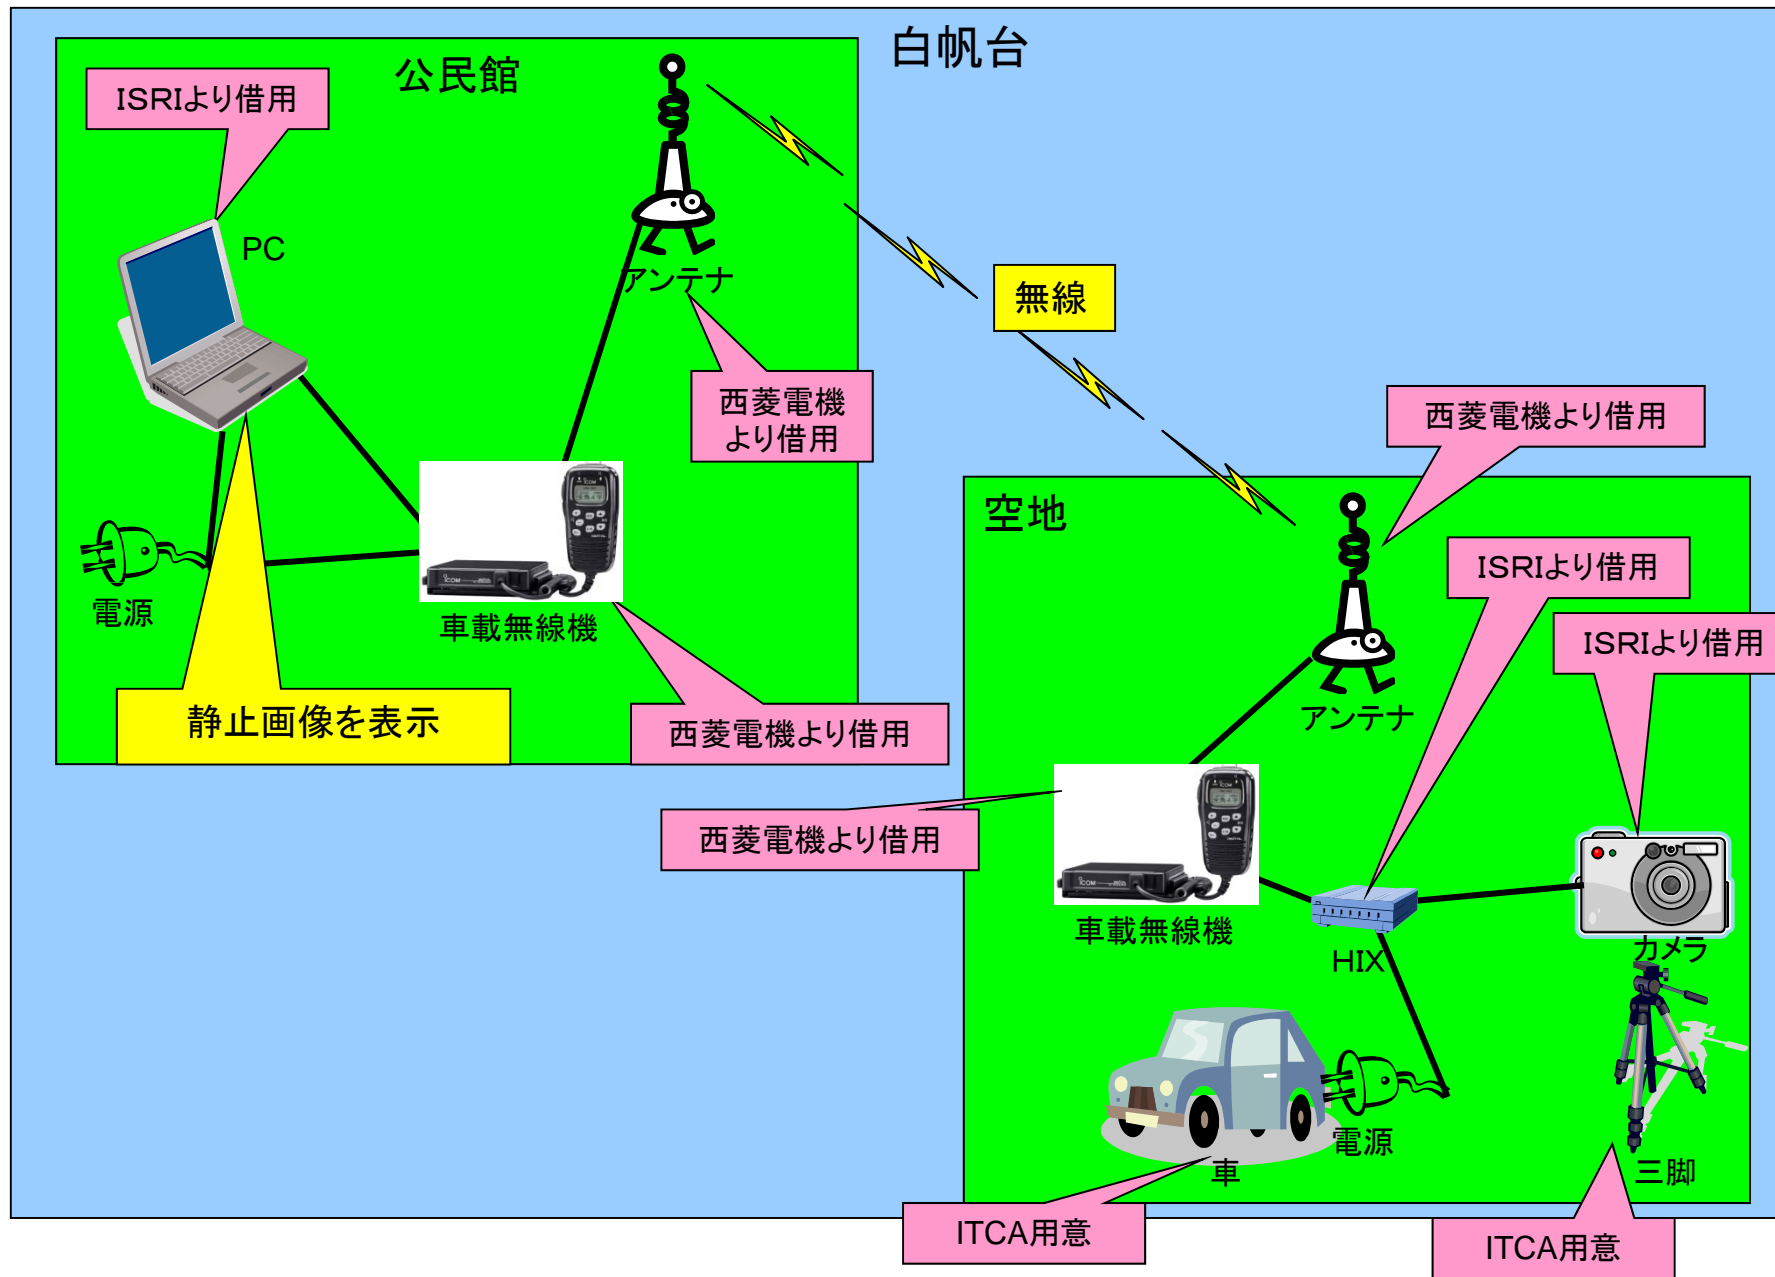 白帆台
公民館
ISRIより借用
PC
アンテナ
無線
西菱電機
より借用
電源
ICOM
ICOM
車載無線機
静止画像を表示
西菱電機より借用
西菱電機より借用
空地
ISRIより借用
ISRIより借用
アンテナ
西菱電機より借用
ICOM
ICOM
車載無線機
HIX
カメラ
電源
車
三脚
ITCA用意
ITCA用意